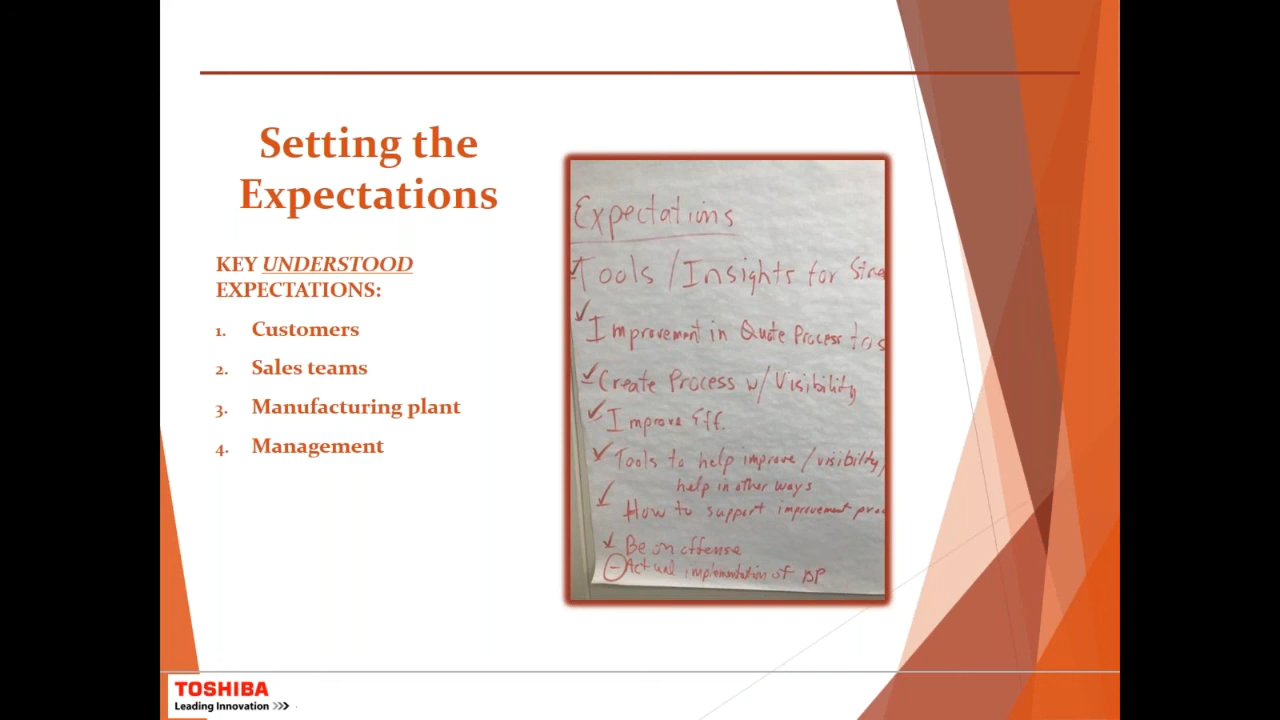 Setting the
Expectations
KEY UNDERSTOOD
EXPECTATIONS:
1. Customers
2. Sales teams
3. Manufacturing plant
4. Management
Expectations
Tools / Insights for
Improvement in Quote Process to
Create Process w/ Visibility
Improve Eff.
Tools to help improve / visibility /
help in other ways
How to support improvement
Be on offense
Actual implementation of
TOSHIBA
Leading Innovation >>>